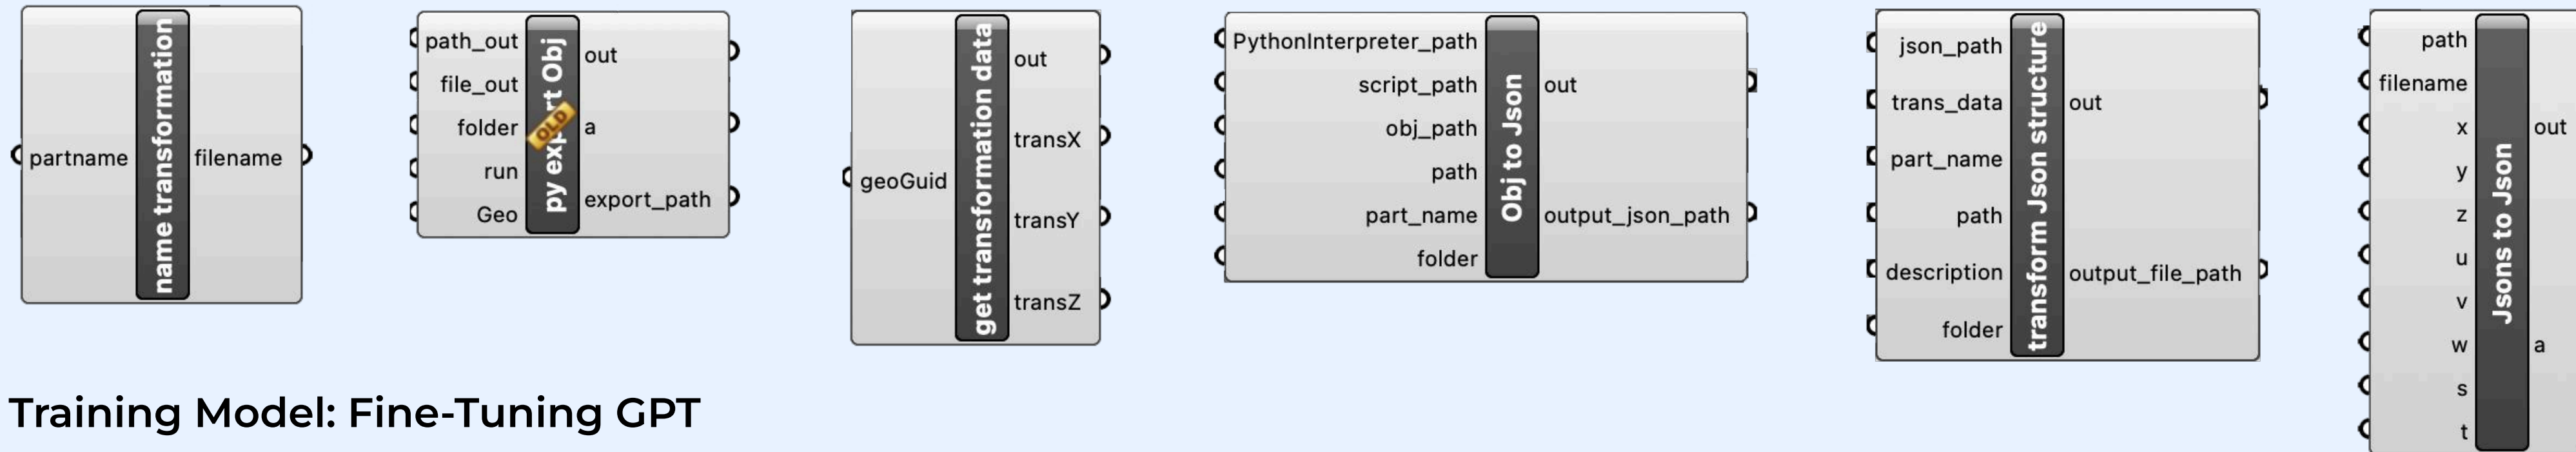 partname
name transformation
filename
path_out
file_out
folder
run
Geo
py export Obj
OLD
out
a
export_path
geoGuid
get transformation data
out
transX
transY
transZ
PythonInterpreter_path
script_path
obj_path
path
part_name
folder
Obj to Json
out
output_json_path
json_path
trans_data
part_name
path
description
folder
transform Json structure
out
output_file_path
path
filename
x
y
z
u
v
w
s
t
Jsons to Json
out
a
Training Model: Fine-Tuning GPT